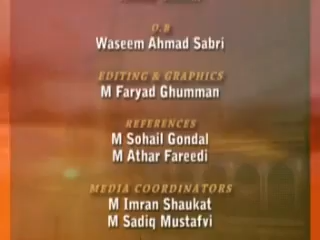 O.B
Waseem Ahmad Sabri
EDITING & GRAPHICS
M Faryad Ghumman
REFERENCES
M Sohail Gondal
M Athar Fareedi
MEDIA COORDINATORS
M Imran Shaukat
M Sadiq Mustafvi